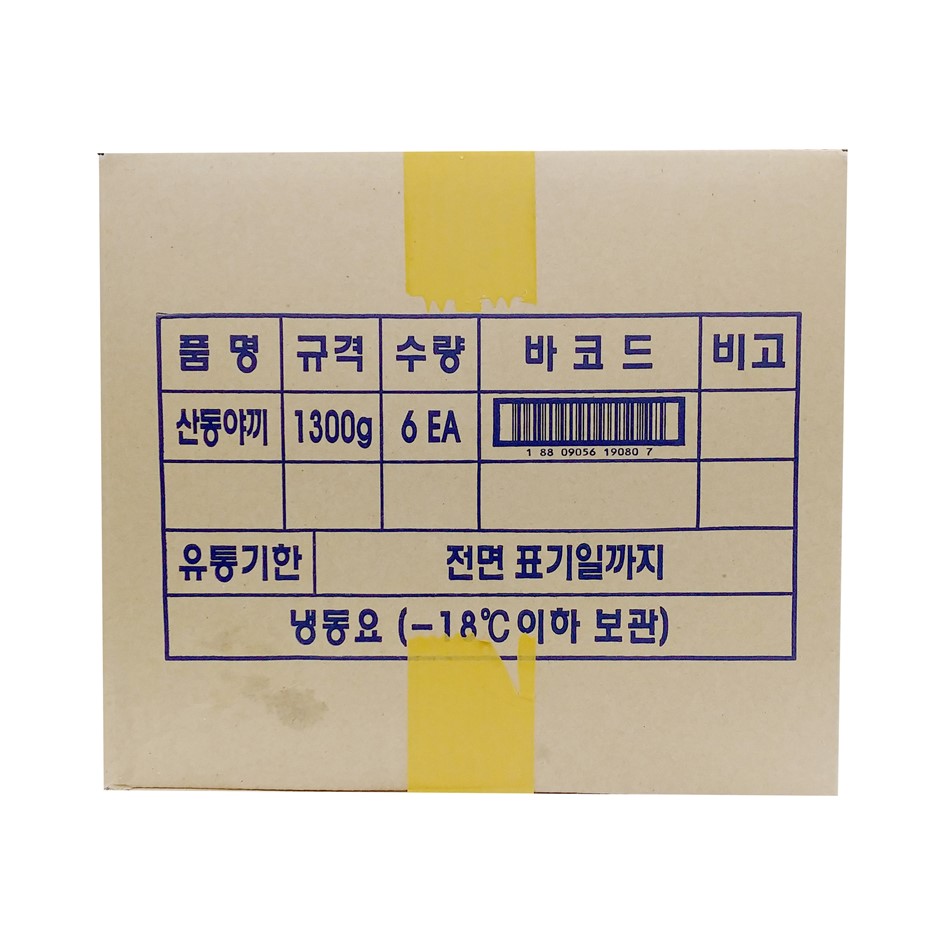 품 명 규격 수량 바 코 드 비고
산동야끼 1300g 6 EA
1 88 09056 19080 7
유통기한 전면 표기일까지
냉동요 (-18℃이하 보관)